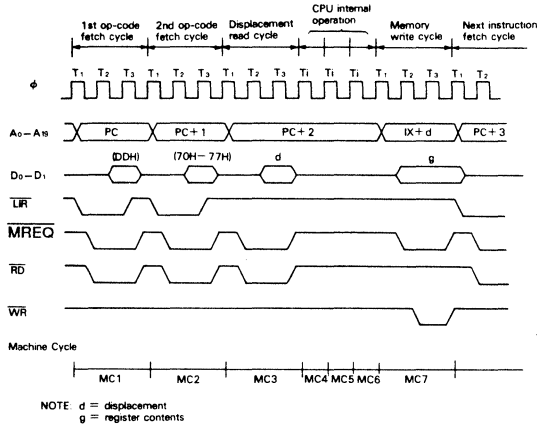 CPU internal
operation
1st op-code
fetch cycle
2nd op-code
fetch cycle
Displacement
read cycle
Memory
write cycle
Next instruction
fetch cycle
φ T1 T2 T3 T1 T2 T3 T1 T2 T3 Ti Ti Ti T1 T2 T3 T1 T2
A0–A19 PC PC+1 PC+2 IX+d PC+3
(DDH) (70H–77H) d g
D0–D1
LIR
MREQ
RD
WR
Machine Cycle
MC1 MC2 MC3 MC4 MC5 MC6 MC7
NOTE: d = displacement
g = register contents